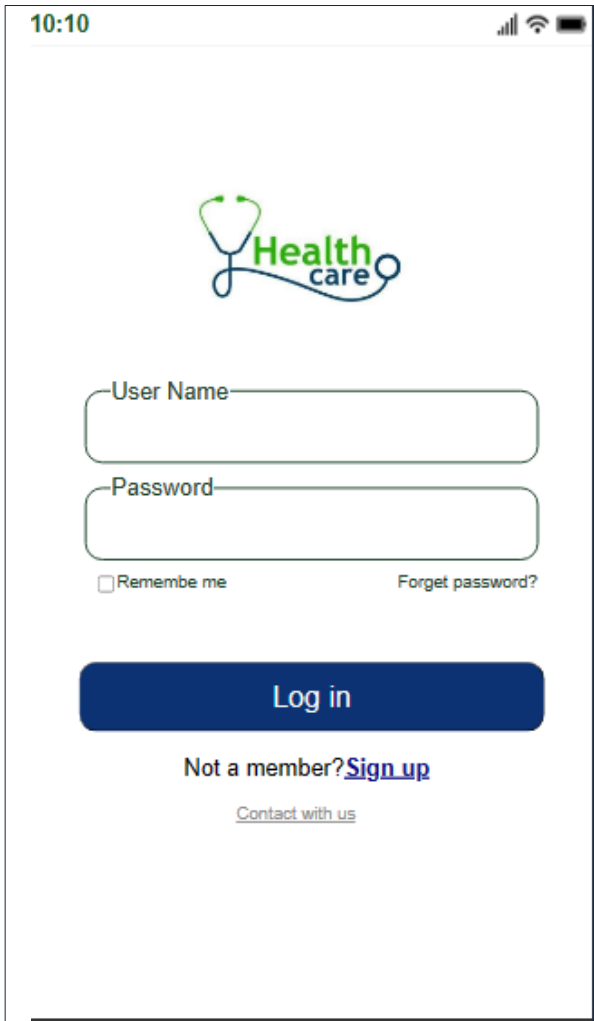 10:10
Health
care
User Name
Password
Remembe me
Forget password?
Log in
Not a member?Sign up
Contact with us